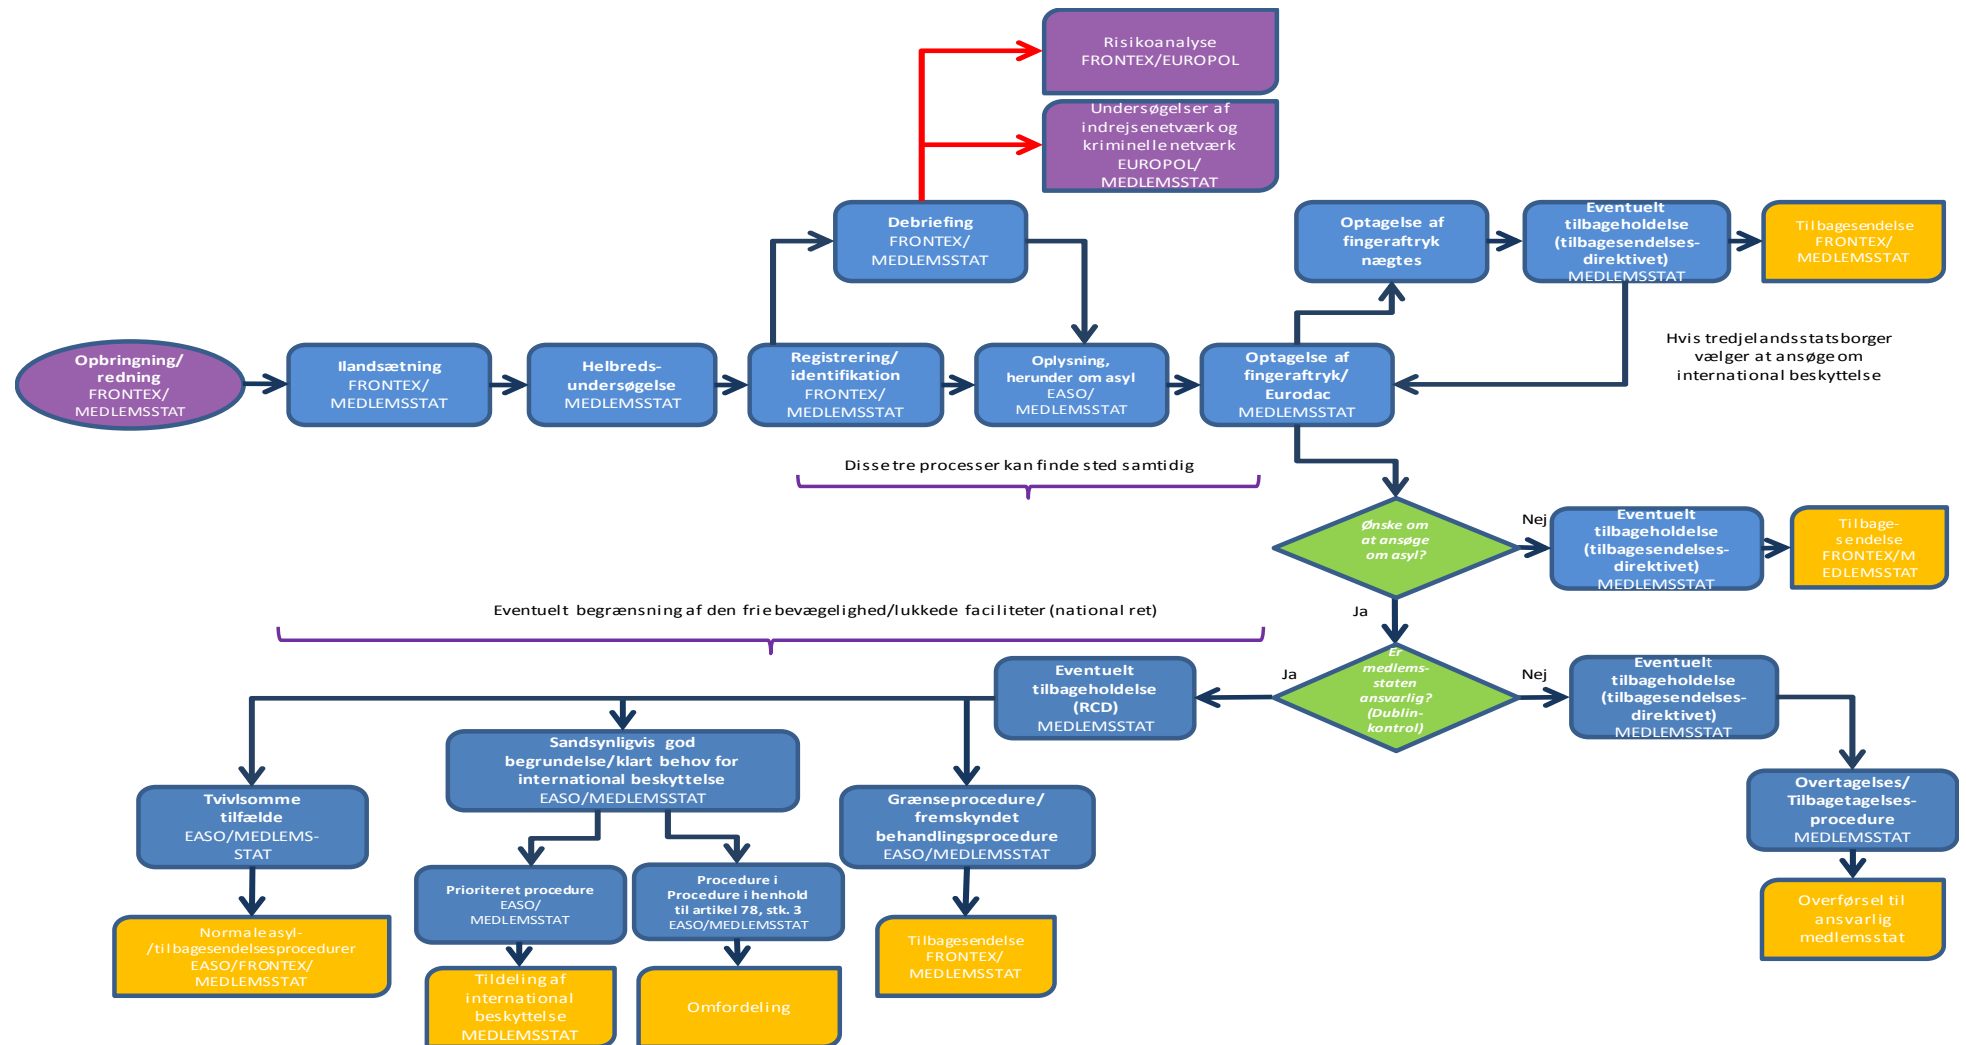 Risikoanalyse
FRONTEX/EUROPOL
Undersøgelser af
indrejsenetværk og
kriminelle netværk
EUROPOL/
MEDLEMSSTAT
Debriefing
FRONTEX/
MEDLEMSSTAT
Optagelse af
fingeraftryk
nægtes
Eventuelt
tilbageholdelse
(tilbagesendelses-
direktivet)
MEDLEMSSTAT
Tilbagesendelse
FRONTEX/
MEDLEMSSTAT
Opbringning/
redning
FRONTEX/
MEDLEMSSTAT
Ilandsætning
FRONTEX/
MEDLEMSSTAT
Helbreds-
undersøgelse
MEDLEMSSTAT
Registrering/
identifikation
FRONTEX/
MEDLEMSSTAT
Oplysning,
herunder om asyl
EASO/
MEDLEMSSTAT
Optagelse af
fingeraftryk/
Eurodac
MEDLEMSSTAT
Hvis tredjelandsstatsborger
vælger at ansøge om
international beskyttelse
Disse tre processer kan finde sted samtidig
Ønske om
at ansøge
om asyl?
Nej
Eventuelt
tilbageholdelse
(tilbagesendelses-
direktivet)
MEDLEMSSTAT
Tilbage-
sendelse
FRONTEX/M
EDLEMSSTAT
Eventuelt begrænsning af den frie bevægelighed/lukkede faciliteter (national ret)
Ja
Eventuelt
tilbageholdelse
(RCD)
MEDLEMSSTAT
Ja
Er
medlems-
staten
ansvarlig?
(Dublin-
kontrol)
Nej
Eventuelt
tilbageholdelse
(tilbagesendelses-
direktivet)
MEDLEMSSTAT
Tvivlsomme
tilfælde
EASO/MEDLEMS-
STAT
Sandsynligvis god
begrundelse/klart behov for
international beskyttelse
EASO/MEDLEMSSTAT
Grænseprocedure/
fremskyndet
behandlingsprocedure
EASO/MEDLEMSSTAT
Overtagelses/
Tilbagetagelses-
procedure
MEDLEMSSTAT
Prioriteret procedure
EASO/
MEDLEMSSTAT
Procedure i
Procedure i henhold
til artikel 78, stk. 3
EASO/MEDLEMSSTAT
Normale asyl-
/tilbagesendelsesprocedurer
EASO/FRONTEX/
MEDLEMSSTAT
Tildeling af
international
beskyttelse
MEDLEMSSTAT
Omfordeling
Tilbagesendelse
FRONTEX/
MEDLEMSSTAT
Overførsel til
ansvarlig
medlemsstat